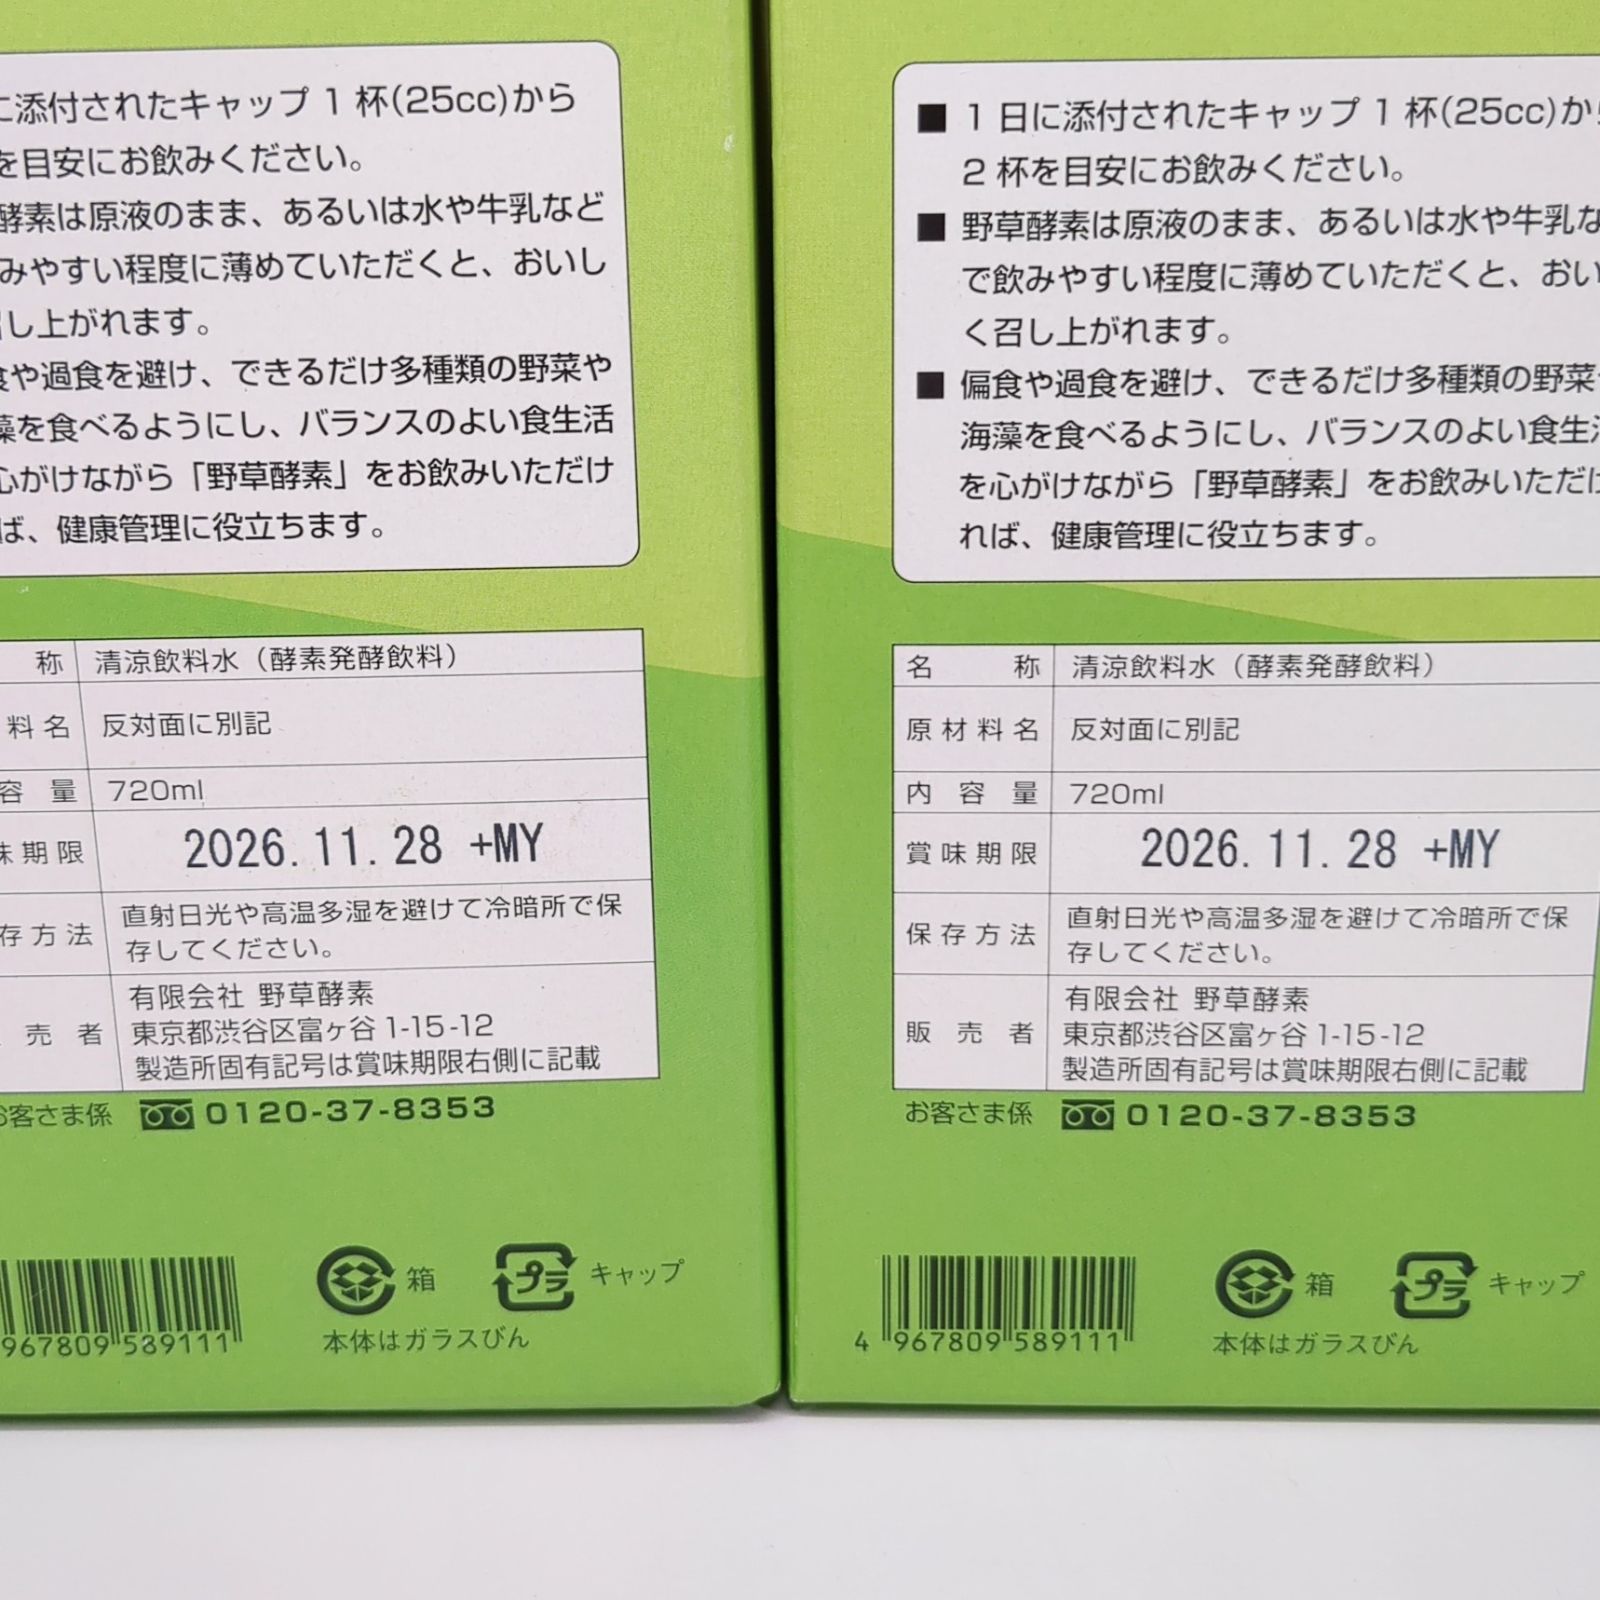 に添付されたキャップ 1 杯(25cc)から
を目安にお飲みください。
酵素は原液のまま、あるいは水や牛乳など
みやすい程度に薄めていただくと、おいし
召し上がれます。
食や過食を避け、できるだけ多種類の野菜や
藻を食べるようにし、バランスのよい食生活
心がけながら「野草酵素」をお飲みいただけ
ば、健康管理に役立ちます。
称 清涼飲料水（酵素発酵飲料）
料名 反対面に別記
容量 720ml
味期限 2026.11.28 +MY
存方法 直射日光や高温多湿を避けて冷暗所で保
存してください。
売者 有限会社 野草酵素
東京都渋谷区富ヶ谷 1-15-12
製造所固有記号は賞味期限右側に記載
お客さま係 0120-37-8353
967809 589111
箱
プラ キャップ
本体はガラスびん
■ 1 日に添付されたキャップ 1 杯(25cc)から
2 杯を目安にお飲みください。
■ 野草酵素は原液のまま、あるいは水や牛乳な
で飲みやすい程度に薄めていただくと、おい
く召し上がれます。
■ 偏食や過食を避け、できるだけ多種類の野菜
海藻を食べるようにし、バランスのよい食生活
を心がけながら「野草酵素」をお飲みいただけ
れば、健康管理に役立ちます。
名称 清涼飲料水（酵素発酵飲料）
原材料名 反対面に別記
内容量 720ml
賞味期限 2026.11.28 +MY
保存方法 直射日光や高温多湿を避けて冷暗所で保
存してください。
販売者 有限会社 野草酵素
東京都渋谷区富ヶ谷 1-15-12
製造所固有記号は賞味期限右側に記載
お客さま係 0120-37-8353
4 967809 589111
箱
プラ キャップ
本体はガラスびん